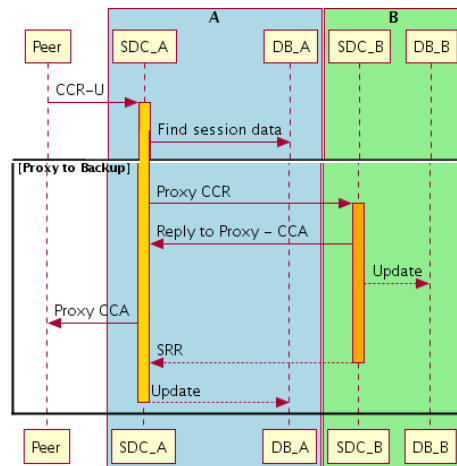 A
B
Peer
SDC_A
DB_A
SDC_B
DB_B
CCR-U
Find session data
[Proxy to Backup]
Proxy CCR
Reply to Proxy - CCA
Update
Proxy CCA
SRR
Update
Peer
SDC_A
DB_A
SDC_B
DB_B